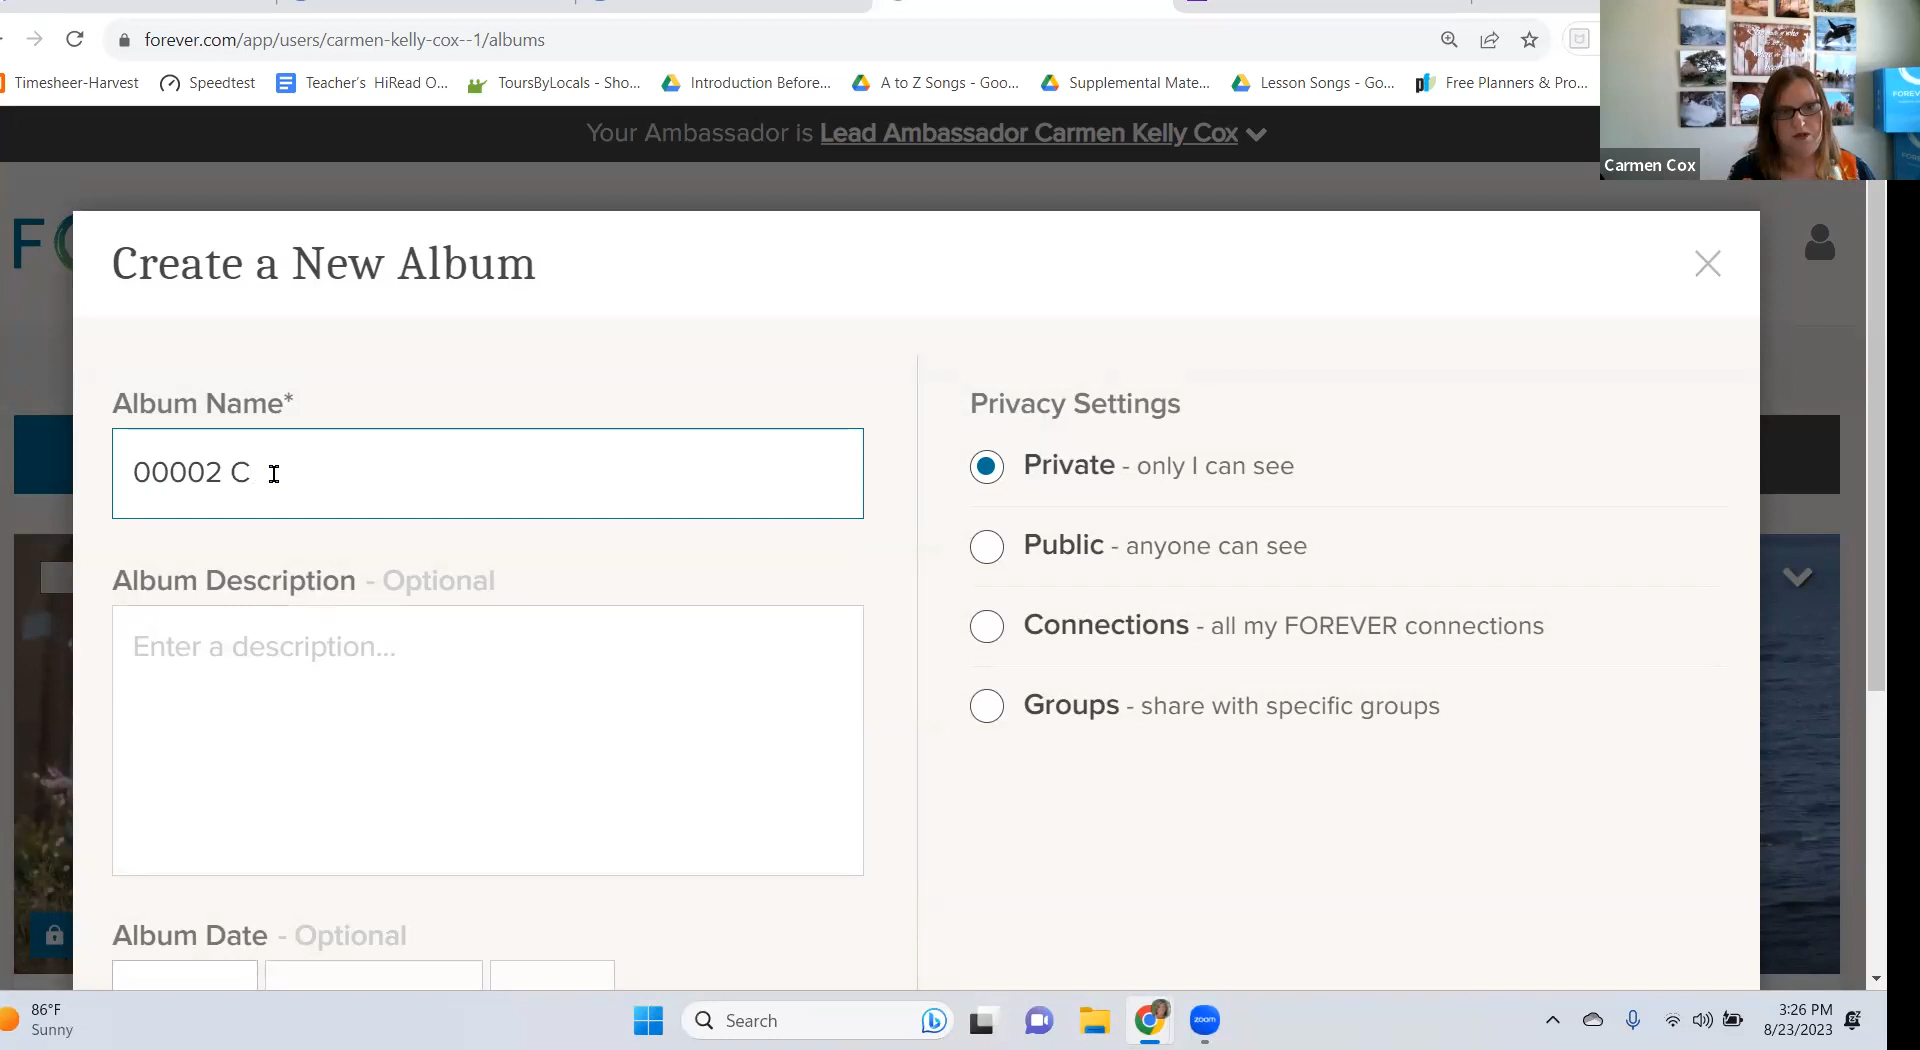 forever.com/app/users/carmen-kelly-cox--1/albums
Timesheer-Harvest
Speedtest
Teacher's HiRead O...
ToursByLocals - Sho...
Introduction Before...
A to Z Songs - Goo...
Supplemental Mate...
Lesson Songs - Go...
Free Planners & Pro...
Your Ambassador is Lead Ambassador Carmen Kelly Cox
Carmen Cox
Create a New Album
Album Name*
00002 C
Album Description - Optional
Enter a description...
Album Date - Optional
Privacy Settings
Private - only I can see
Public - anyone can see
Connections - all my FOREVER connections
Groups - share with specific groups
86°F
Sunny
Search
zoom
3:26 PM
8/23/2023